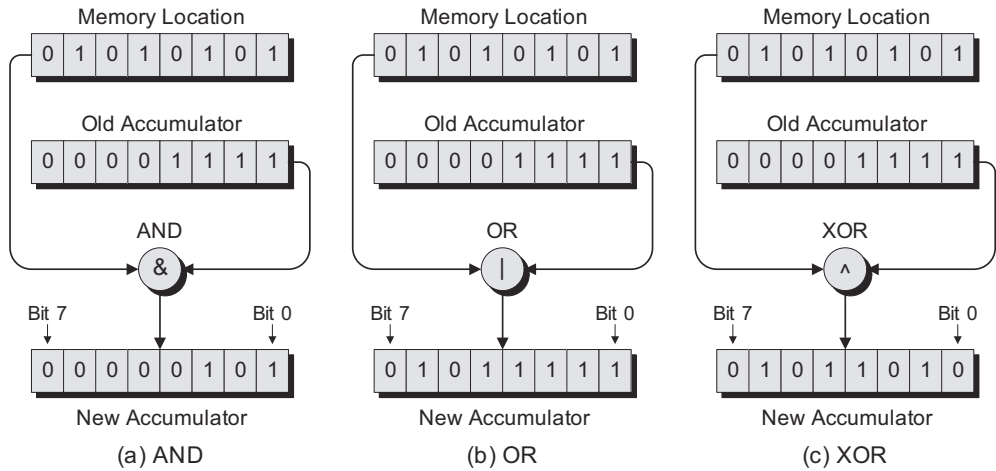 Memory Location
0 1 0 1 0 1 0 1
Old Accumulator
0 0 0 0 1 1 1 1
AND
&
Bit 7
Bit 0
0 0 0 0 0 1 0 1
New Accumulator
(a) AND
Memory Location
0 1 0 1 0 1 0 1
Old Accumulator
0 0 0 0 1 1 1 1
OR
|
Bit 7
Bit 0
0 1 0 1 1 1 1 1
New Accumulator
(b) OR
Memory Location
0 1 0 1 0 1 0 1
Old Accumulator
0 0 0 0 1 1 1 1
XOR
^
Bit 7
Bit 0
0 1 0 1 1 0 1 0
New Accumulator
(c) XOR